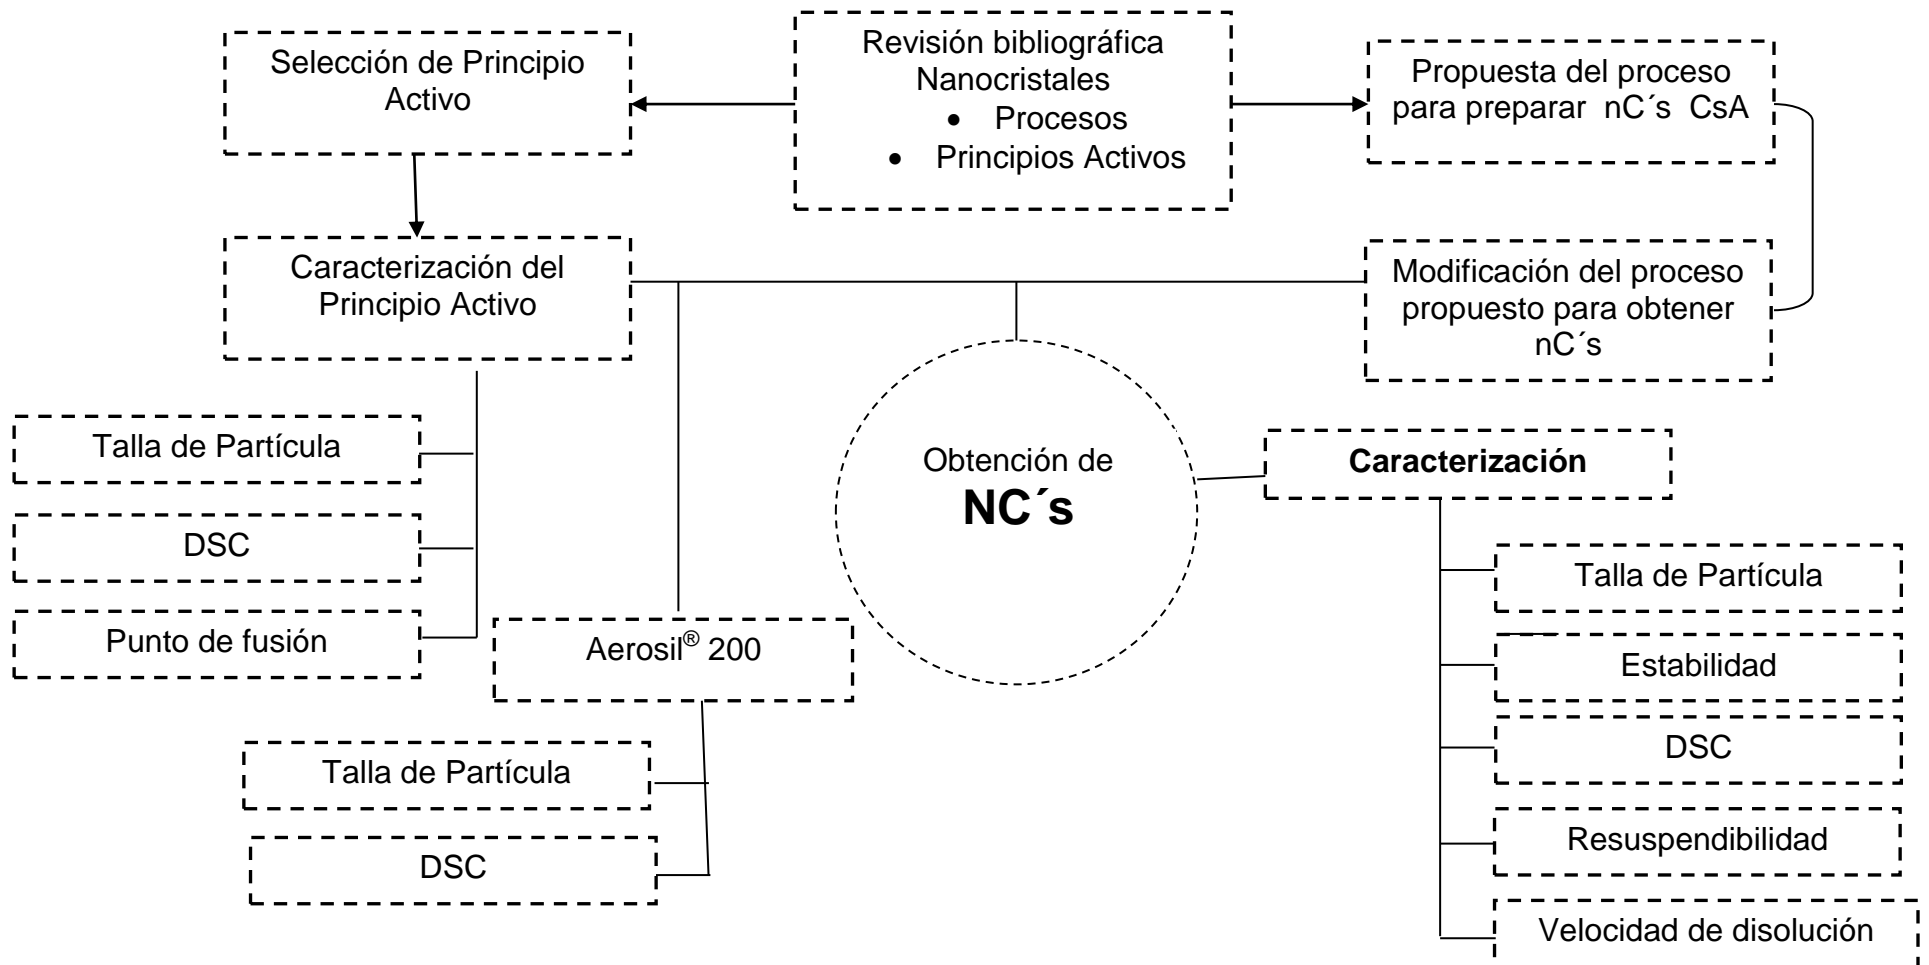 Revisión bibliográfica
Nanocristales
• Procesos
• Principios Activos
Selección de Principio
Activo
Propuesta del proceso
para preparar nC´s CsA
Caracterización del
Principio Activo
Modificación del proceso
propuesto para obtener
nC´s
Talla de Partícula
DSC
Punto de fusión
Aerosil® 200
Talla de Partícula
DSC
Obtención de
NC´s
Caracterización
Talla de Partícula
Estabilidad
DSC
Resuspendibilidad
Velocidad de disolución